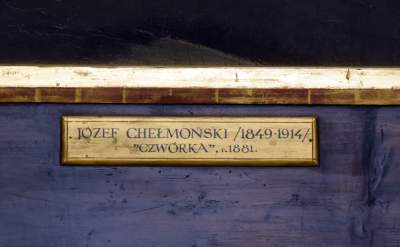 JÓZEF CHEŁMOŃSKI /1849-1914/
"CZWÓRKA", r.1881.